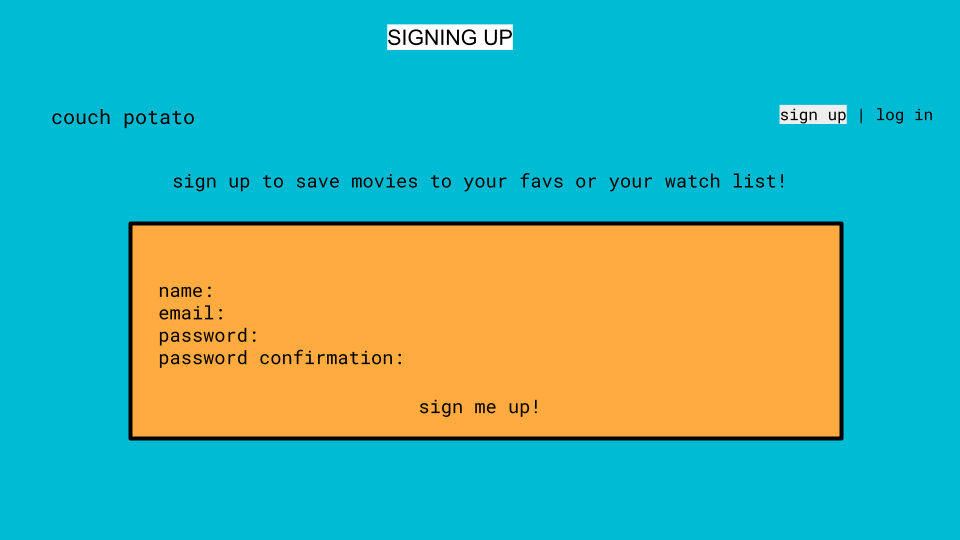 SIGNING UP
couch potato
sign up | log in
sign up to save movies to your favs or your watch list!
name:
email:
password:
password confirmation:
sign me up!